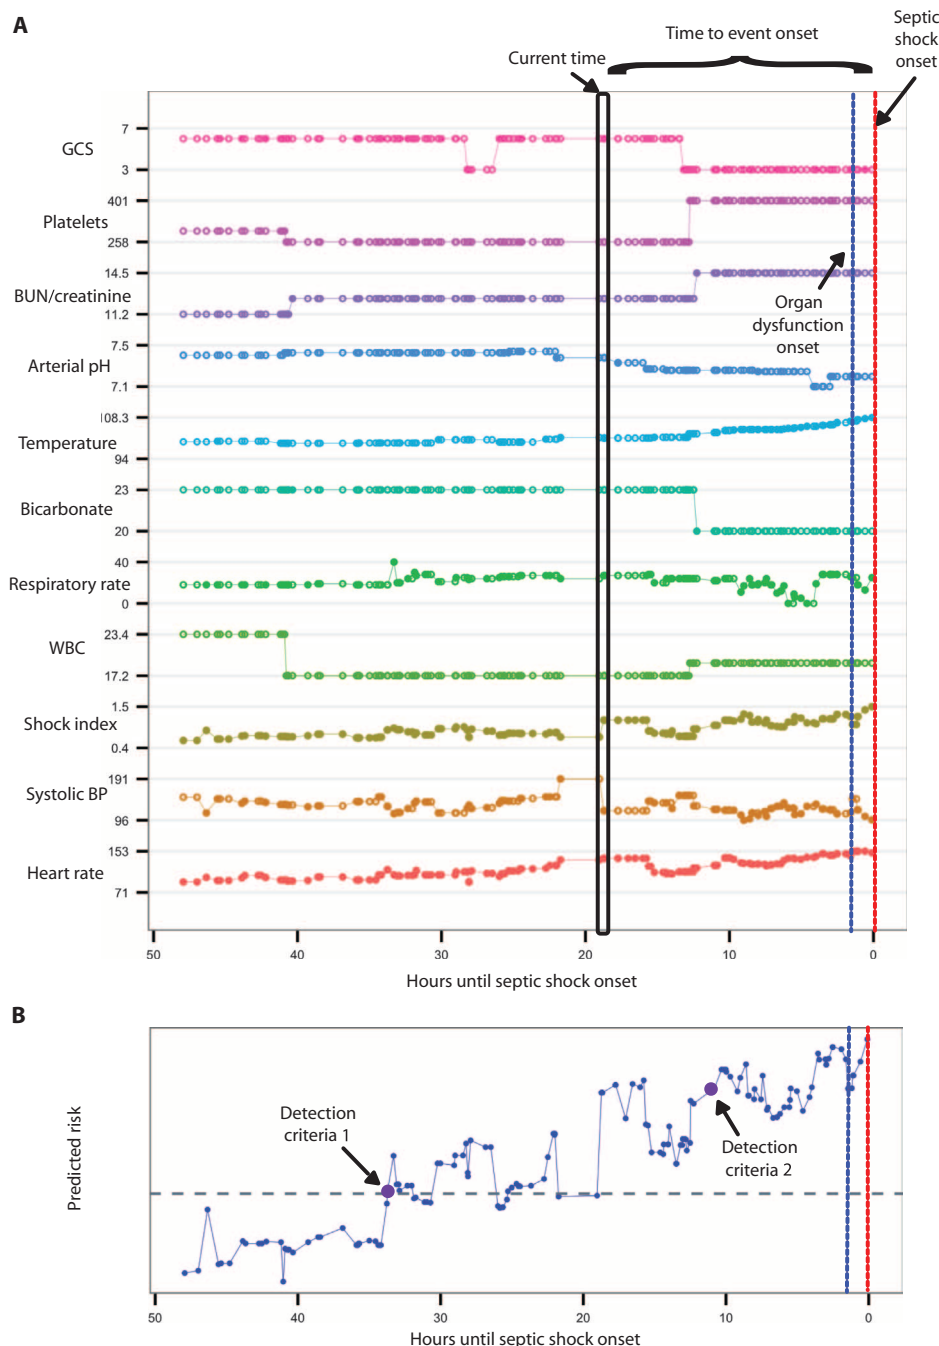 A
Septic
shock
onset
Time to event onset
Current time
7
GCS
3
401
Platelets
258
14.5
BUN/creatinine
11.2
Organ
dysfunction
onset
7.5
Arterial pH
7.1
108.3
Temperature
94
23
Bicarbonate
20
40
Respiratory rate
0
23.4
WBC
17.2
1.5
Shock index
0.4
191
Systolic BP
96
153
Heart rate
71
50 40 30 20 10 0
Hours until septic shock onset
B
Predicted risk
Detection
criteria 1
Detection
criteria 2
50 40 30 20 10 0
Hours until septic shock onset